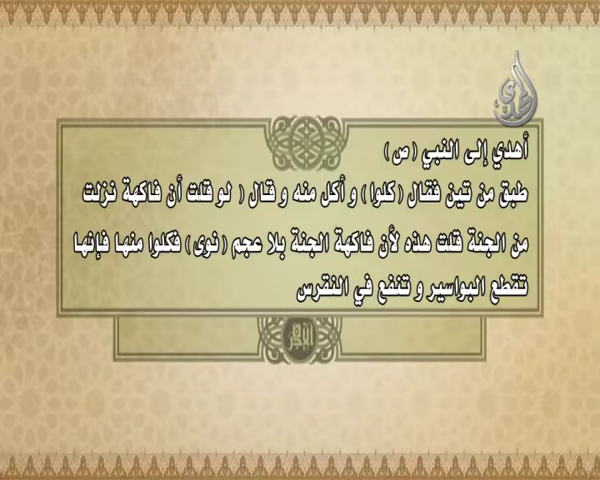 أهدي إلى النبي (ص)
طبق من تين فقال (كلوا) و أكل منه و قال ( لو قلت أن فاكهة نزلت
من الجنة قلت هذه لأن فاكهة الجنة بلا عجم (نوى) فكلوا منها فإنها
تقطع البواسير و تنفع في النقرس